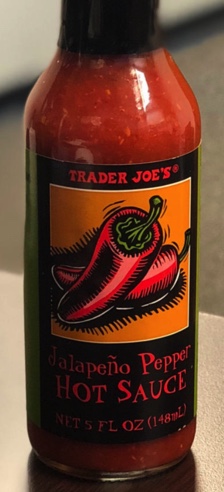 TRADER JOE'S®
Jalapeño Pepper
HOT SAUCE
NET 5 FL OZ (148mL)